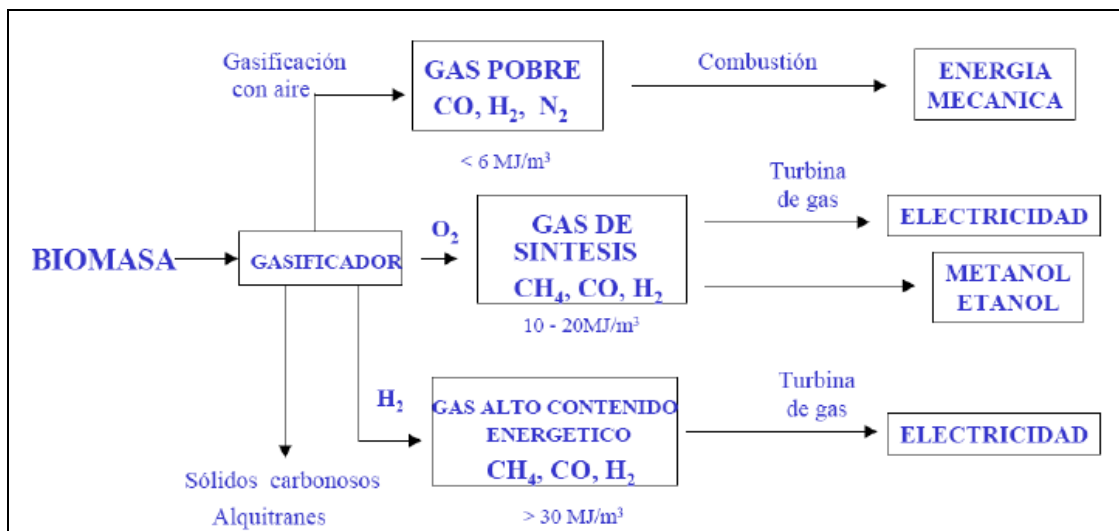 Gasificación
con aire
GAS POBRE
CO, H₂, N₂
< 6 MJ/m³
Combustión
ENERGIA
MECANICA
BIOMASA
GASIFICADOR
O₂
GAS DE
SINTESIS
CH₄, CO, H₂
10 - 20MJ/m³
Turbina
de gas
ELECTRICIDAD
METANOL
ETANOL
H₂
GAS ALTO CONTENIDO
ENERGETICO
CH₄, CO, H₂
> 30 MJ/m³
Turbina
de gas
ELECTRICIDAD
Sólidos carbonosos
Alquitranes